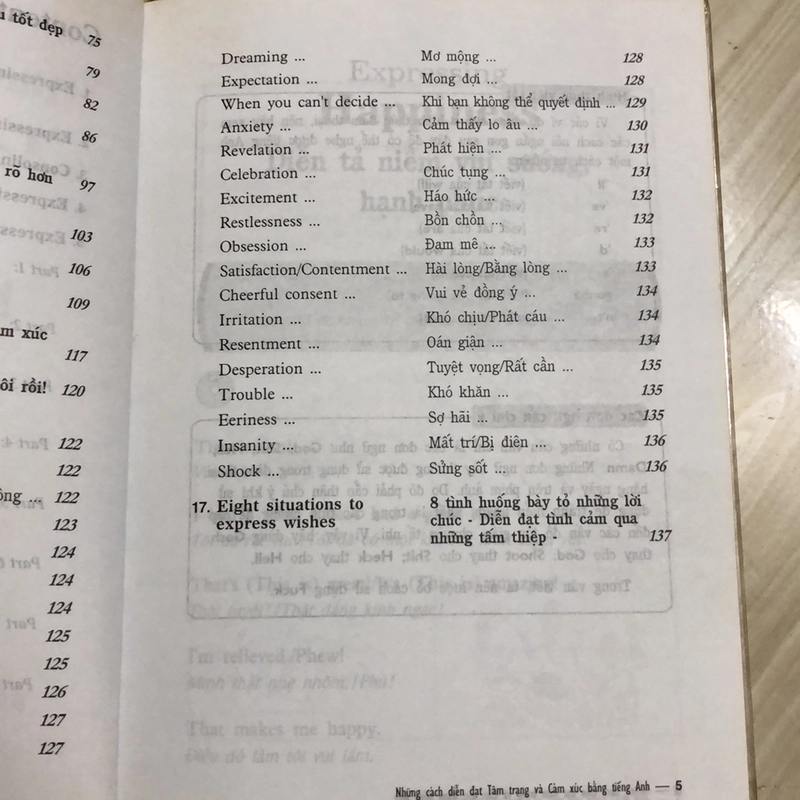 tốt đẹp 75
79
82
86
rõ hơn 97
103
106
109
xúc
117
rồi! 120
122
122
... 122
123
124
124
124
125
125
126
127
127
Dreaming ... Mơ mộng ... 128
Expectation ... Mong đợi ... 128
When you can't decide ... Khi bạn không thể quyết định ... 129
Anxiety ... Cảm thấy lo âu ... 130
Revelation ... Phát hiện ... 131
Celebration ... Chúc tụng ... 131
Excitement ... Háo hức ... 132
Restlessness ... Bồn chồn ... 132
Obsession ... Đam mê ... 133
Satisfaction/Contentment ... Hài lòng/Bằng lòng ... 133
Cheerful consent ... Vui vẻ đồng ý ... 134
Irritation ... Khó chịu/Phát cáu ... 134
Resentment ... Oán giận ... 134
Desperation ... Tuyệt vọng/Rất cần ... 135
Trouble ... Khó khăn ... 135
Eeriness ... Sợ hãi ... 135
Insanity ... Mất trí/Bị điên ... 136
Shock ... Sửng sốt ... 136
17. Eight situations to 8 tình huống bày tỏ những lời
express wishes chúc - Diễn đạt tình cảm qua
những tấm thiệp - 137
I'm relieved./Phew!
That makes me happy.
Những cách diễn đạt Tâm trạng và Cảm xúc bằng tiếng Anh — 5